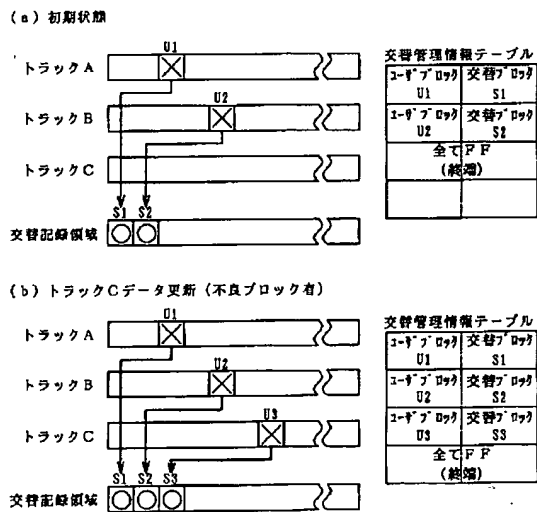 (a) 初期状態
U1
トラックA
U2
トラックB
トラックC
S1 S2
交替記録領域
交替管理情報テーブル
ユーザブロック 交替ブロック
U1 S1
ユーザブロック 交替ブロック
U2 S2
全てFF
(終端)
(b) トラックCデータ更新 (不良ブロック有)
U1
トラックA
U2
トラックB
U3
トラックC
S1 S2 S3
交替記録領域
交替管理情報テーブル
ユーザブロック 交替ブロック
U1 S1
ユーザブロック 交替ブロック
U2 S2
ユーザブロック 交替ブロック
U3 S3
全てFF
(終端)